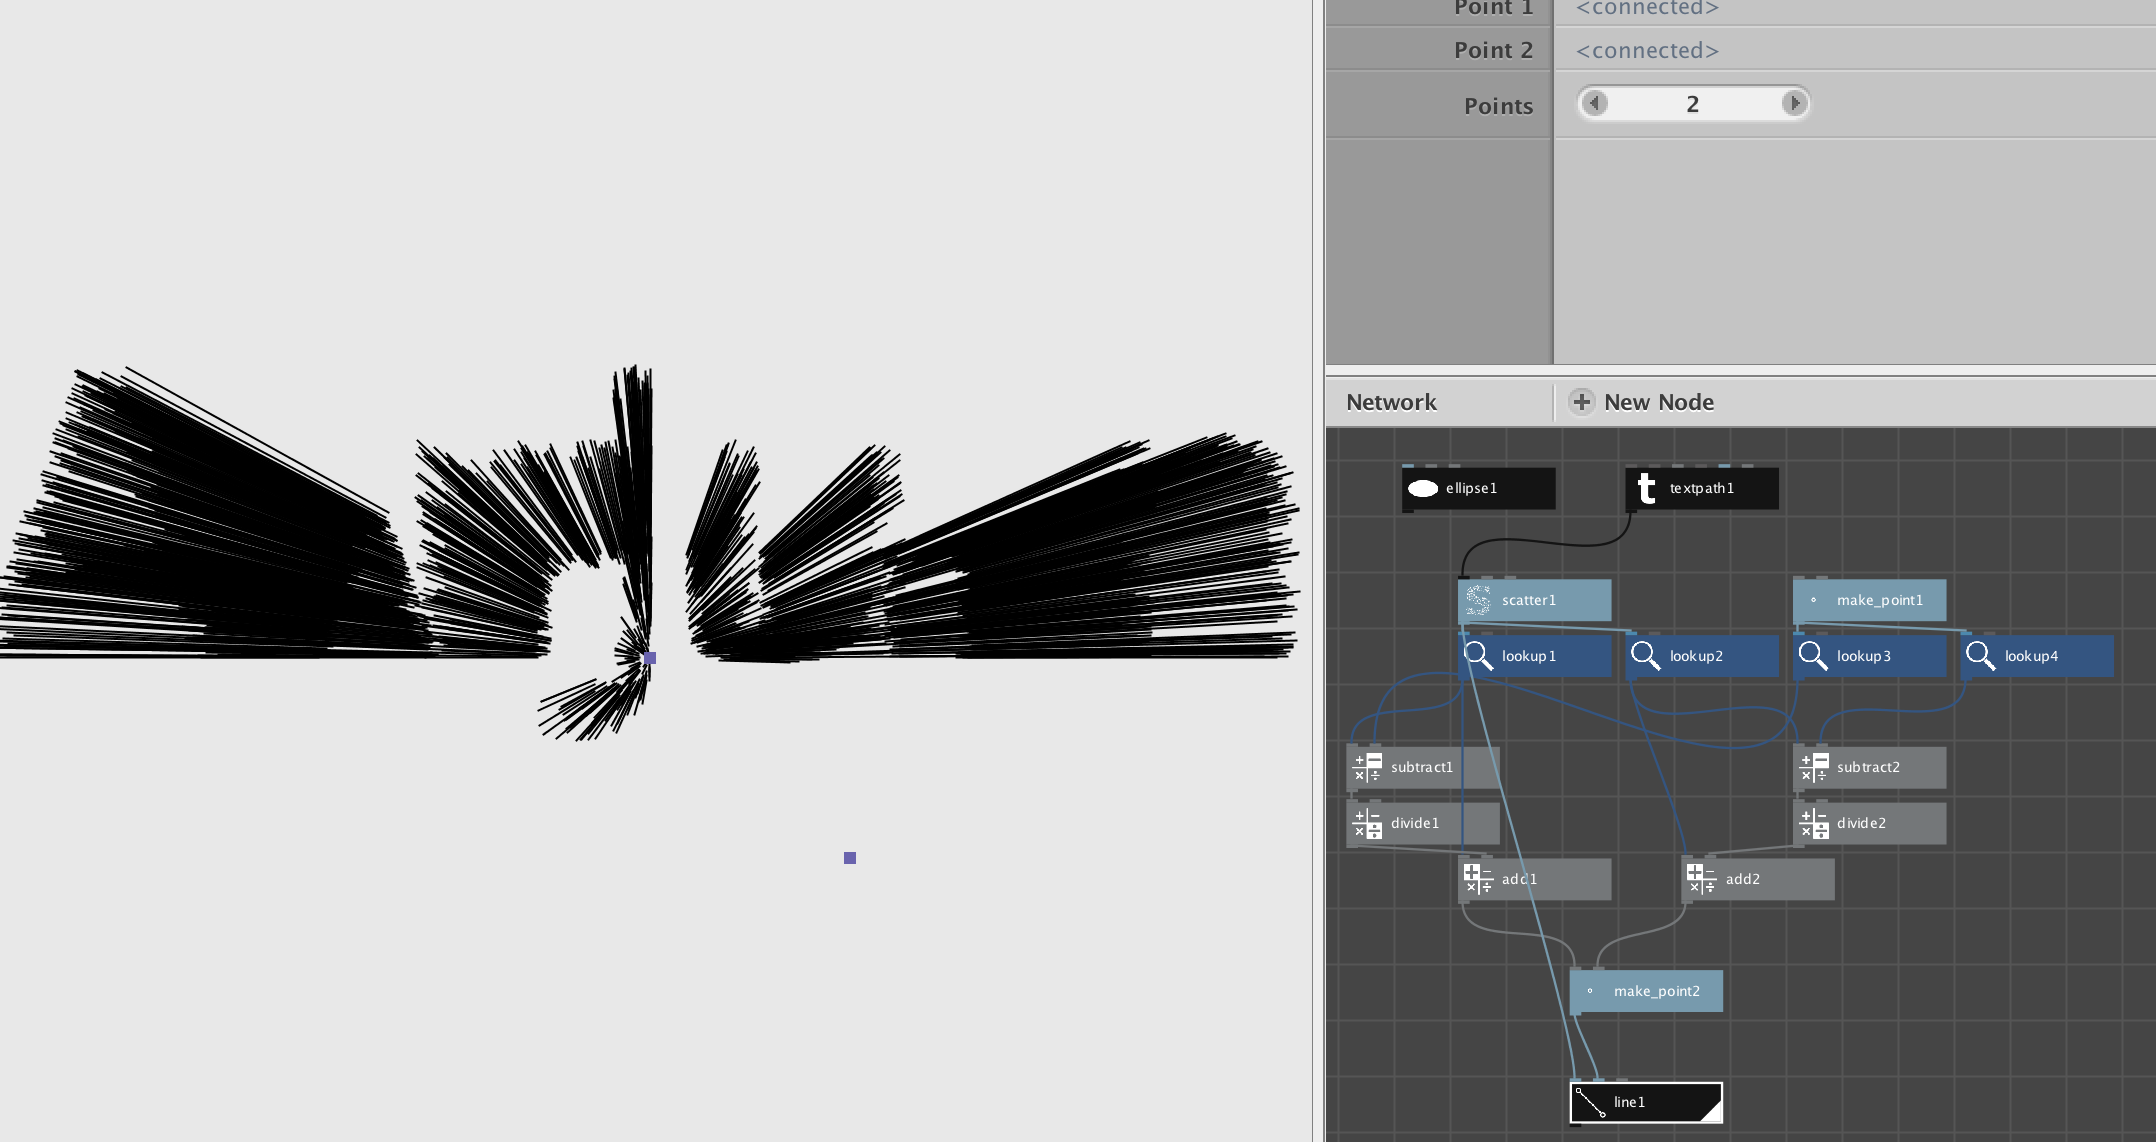 Point 1 <connected>
Point 2 <connected>
Points 2
Network New Node
ellipse1 textpath1
scatter1 make_point1
lookup1 lookup2 lookup3 lookup4
subtract1 subtract2
divide1 divide2
add1 add2
make_point2
line1